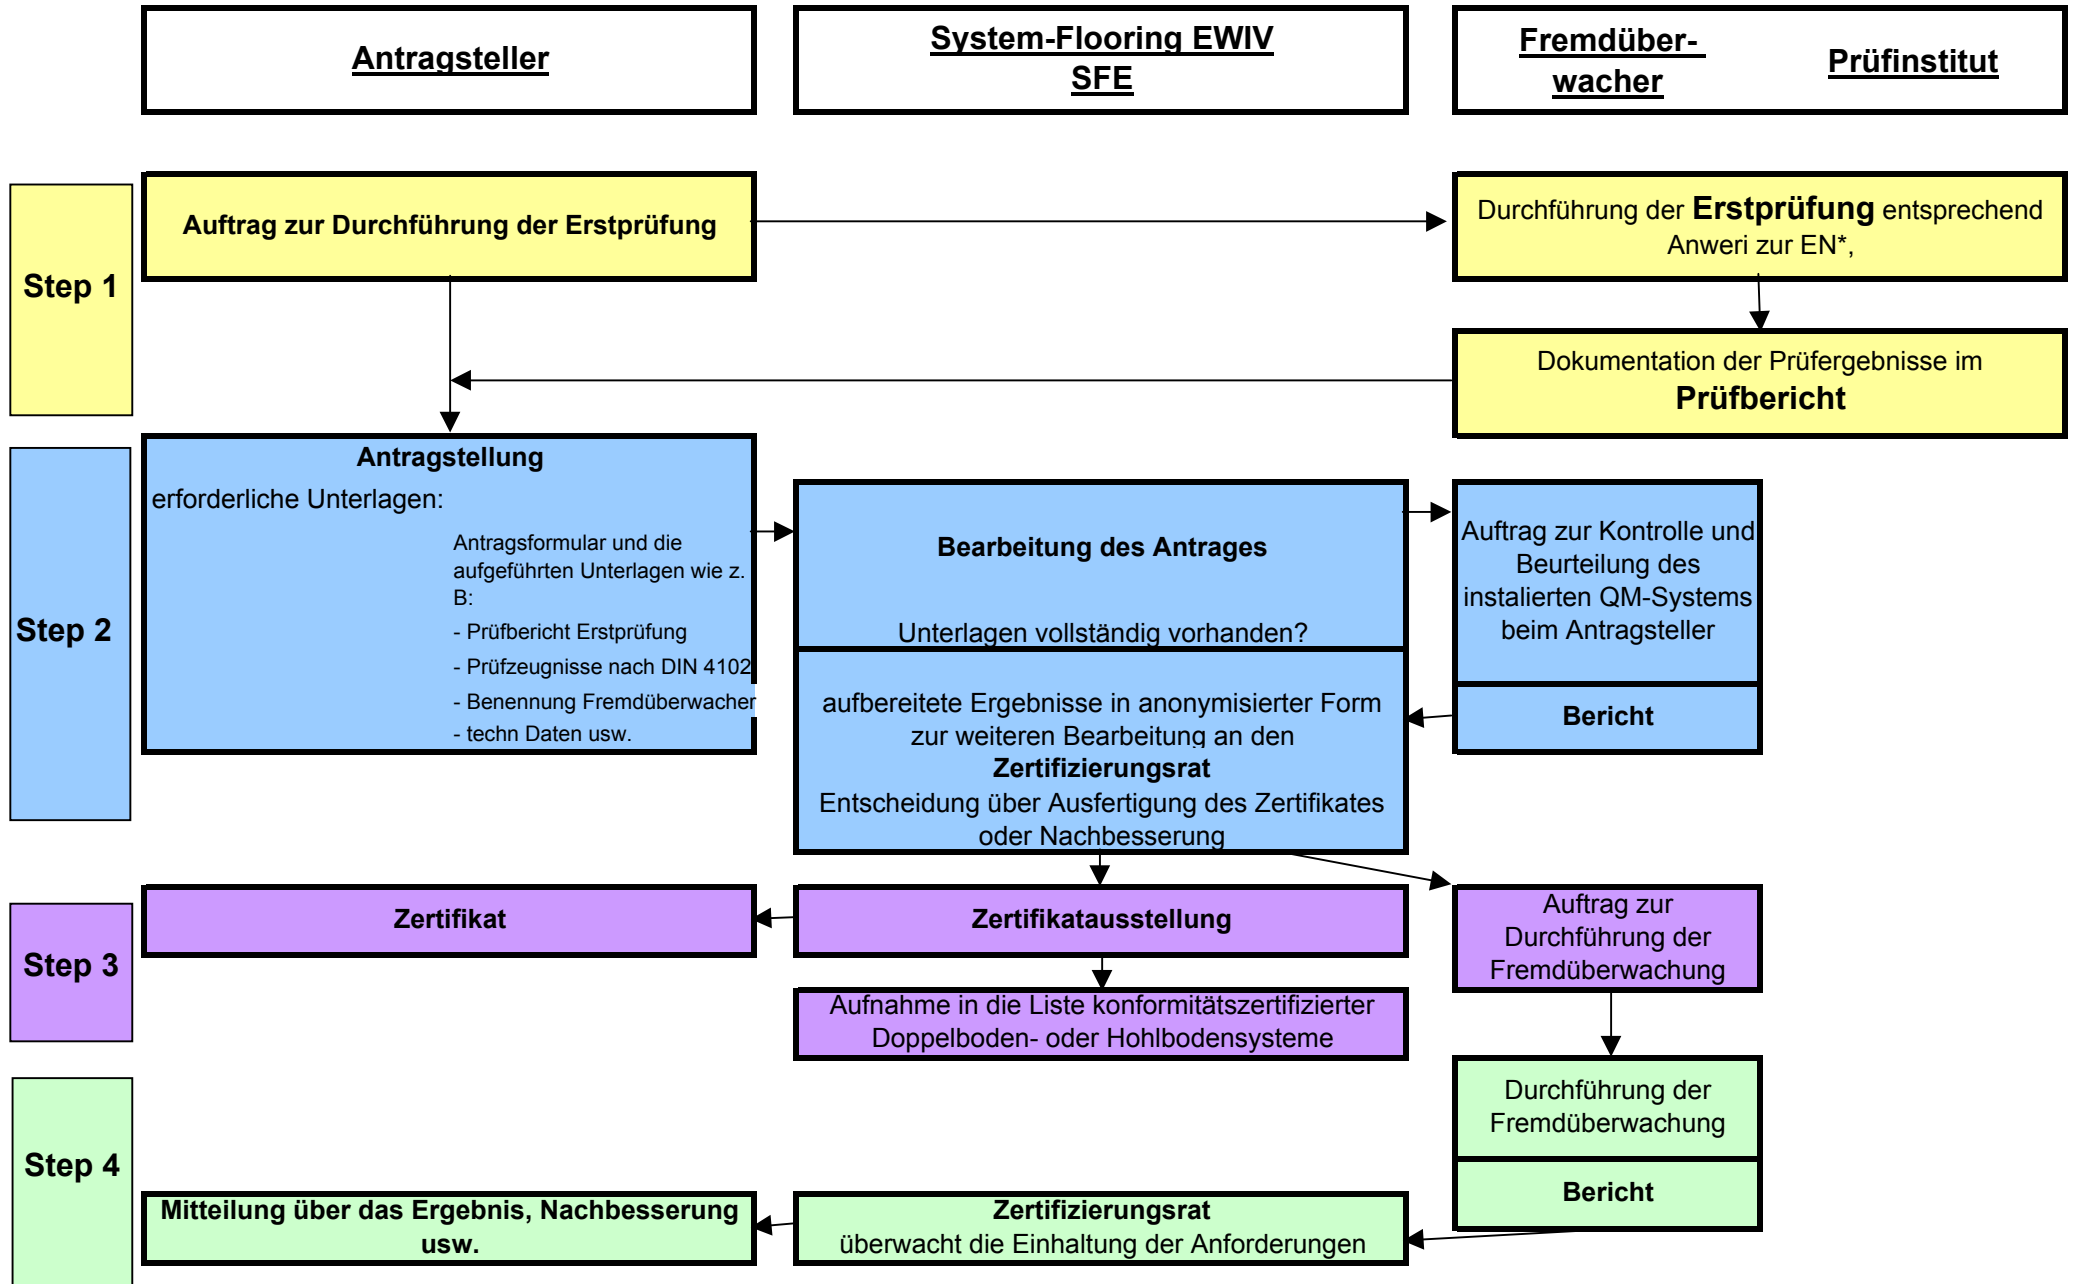 Antragsteller
System-Flooring EWIV
SFE
Fremdüber-
wacher
Prüfinstitut
Step 1
Auftrag zur Durchführung der Erstprüfung
Durchführung der Erstprüfung entsprechend
Anweri zur EN*,
Dokumentation der Prüfergebnisse im
Prüfbericht
Step 2
Antragstellung
erforderliche Unterlagen:
Antragsformular und die
aufgeführten Unterlagen wie z.
B:
- Prüfbericht Erstprüfung
- Prüfzeugnisse nach DIN 4102
- Benennung Fremdüberwacher
- techn Daten usw.
Bearbeitung des Antrages
Unterlagen vollständig vorhanden?
aufbereitete Ergebnisse in anonymisierter Form
zur weiteren Bearbeitung an den
Zertifizierungsrat
Entscheidung über Ausfertigung des Zertifikates
oder Nachbesserung
Auftrag zur Kontrolle und
Beurteilung des
instalierten QM-Systems
beim Antragsteller
Bericht
Step 3
Zertifikat
Zertifikatausstellung
Aufnahme in die Liste konformitätszertifizierter
Doppelboden- oder Hohlbodensysteme
Auftrag zur
Durchführung der
Fremdüberwachung
Step 4
Durchführung der
Fremdüberwachung
Bericht
Mitteilung über das Ergebnis, Nachbesserung
usw.
Zertifizierungsrat
überwacht die Einhaltung der Anforderungen